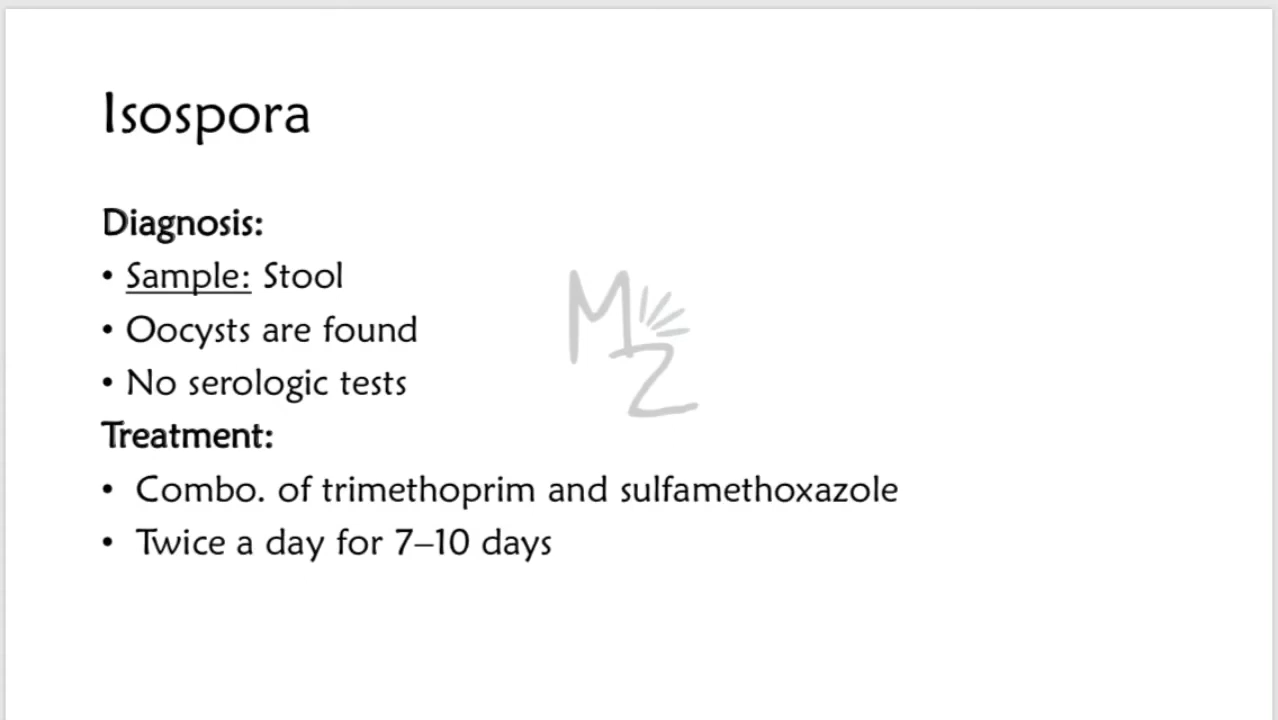 Isospora
Diagnosis:
• Sample: Stool
• Oocysts are found
• No serologic tests
MZ
Treatment:
• Combo. of trimethoprim and sulfamethoxazole
• Twice a day for 7–10 days